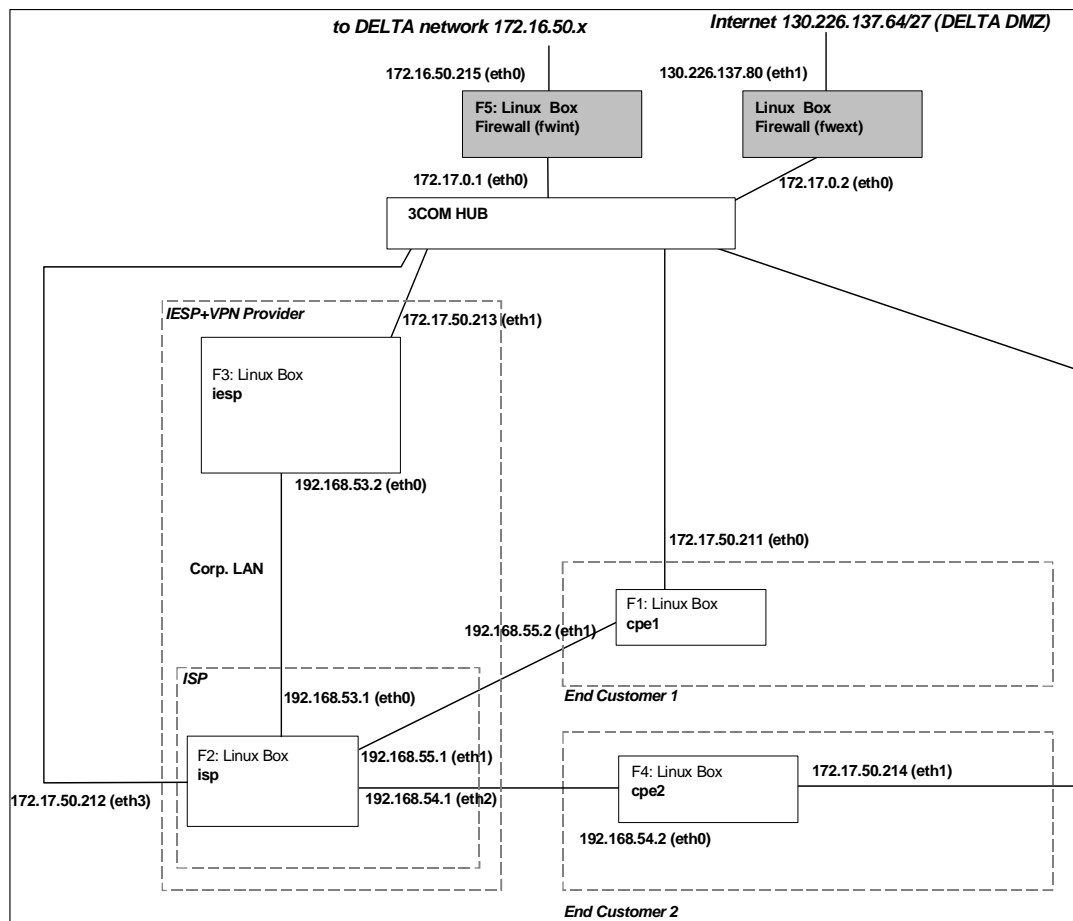 to DELTA network 172.16.50.x
Internet 130.226.137.64/27 (DELTA DMZ)
172.16.50.215 (eth0)
130.226.137.80 (eth1)
F5: Linux Box
Firewall (fwint)
Linux Box
Firewall (fwext)
172.17.0.1 (eth0)
172.17.0.2 (eth0)
3COM HUB
IESP+VPN Provider
172.17.50.213 (eth1)
F3: Linux Box
iesp
192.168.53.2 (eth0)
172.17.50.211 (eth0)
Corp. LAN
F1: Linux Box
cpe1
192.168.55.2 (eth1)
ISP
192.168.53.1 (eth0)
End Customer 1
F2: Linux Box
isp
192.168.55.1 (eth1)
F4: Linux Box
cpe2
172.17.50.214 (eth1)
172.17.50.212 (eth3)
192.168.54.1 (eth2)
192.168.54.2 (eth0)
End Customer 2